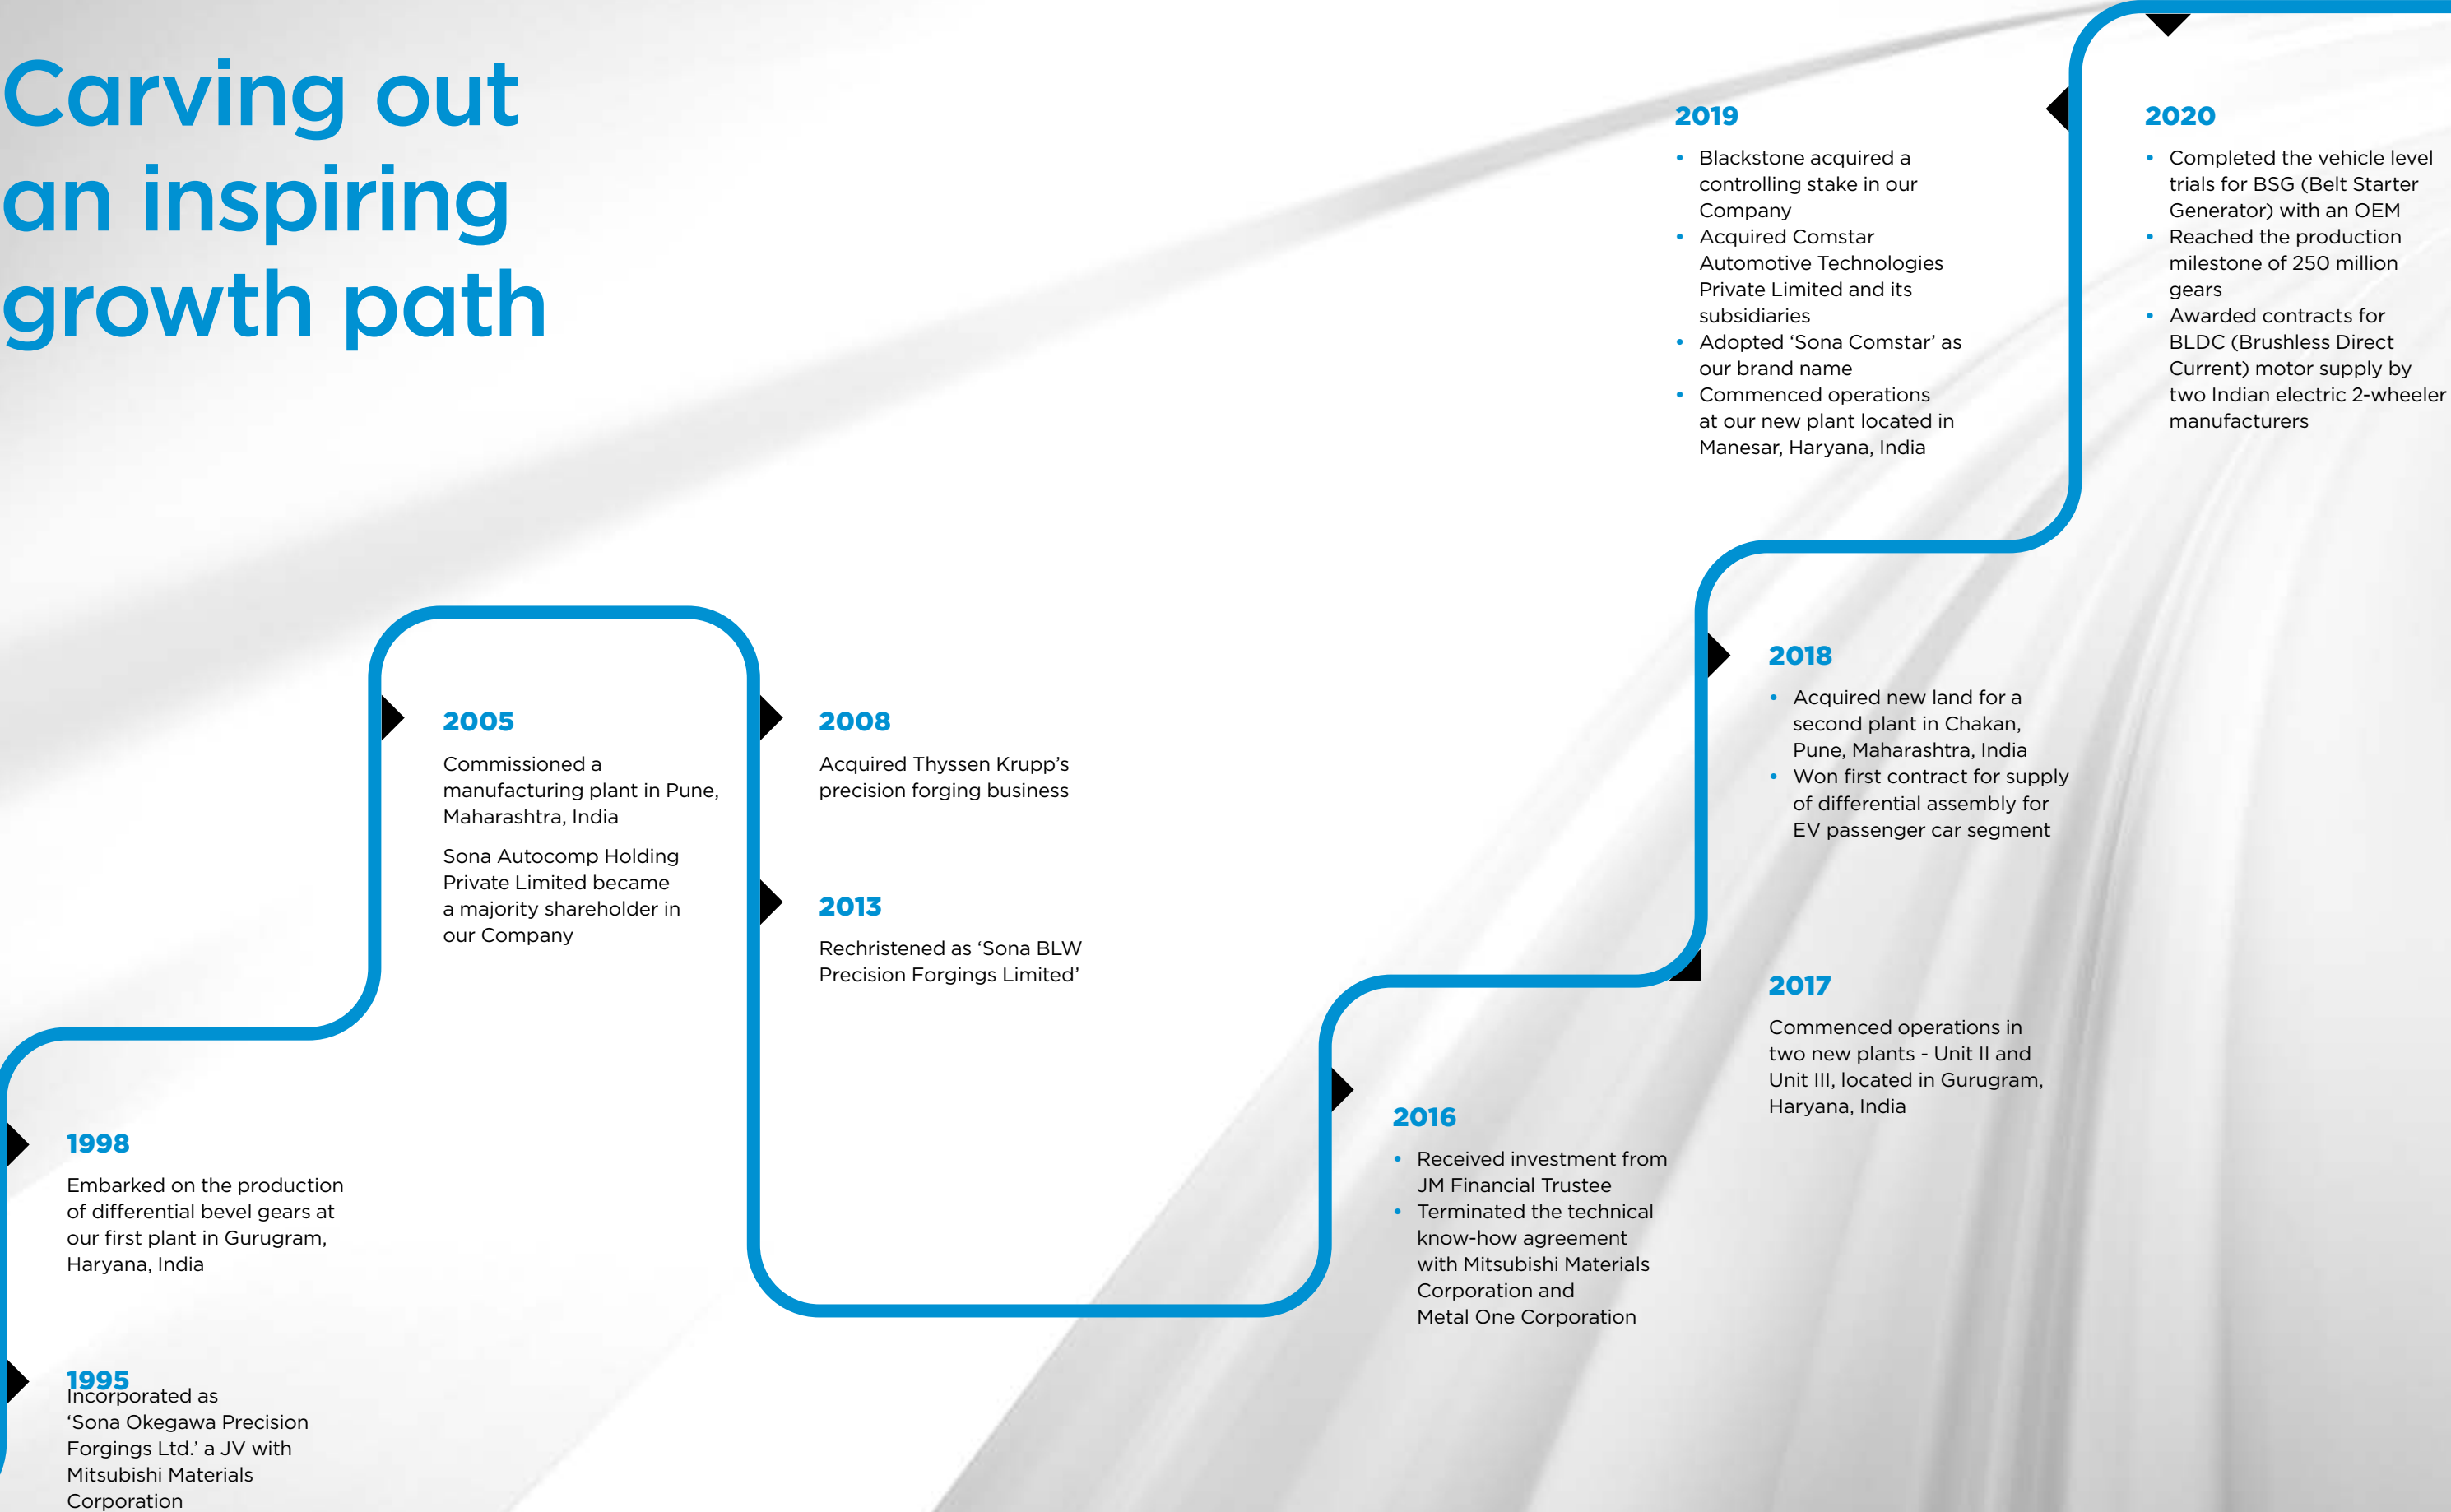 Carving out
an inspiring
growth path
1995
Incorporated as
‘Sona Okegawa Precision
Forgings Ltd.’ a JV with
Mitsubishi Materials
Corporation
1998
Embarked on the production
of differential bevel gears at
our first plant in Gurugram,
Haryana, India
2005
Commissioned a
manufacturing plant in Pune,
Maharashtra, India
Sona Autocomp Holding
Private Limited became
a majority shareholder in
our Company
2008
Acquired Thyssen Krupp’s
precision forging business
2013
Rechristened as ‘Sona BLW
Precision Forgings Limited’
2016
• Received investment from
JM Financial Trustee
• Terminated the technical
know-how agreement
with Mitsubishi Materials
Corporation and
Metal One Corporation
2017
Commenced operations in
two new plants - Unit II and
Unit III, located in Gurugram,
Haryana, India
2018
• Acquired new land for a
second plant in Chakan,
Pune, Maharashtra, India
• Won first contract for supply
of differential assembly for
EV passenger car segment
2019
• Blackstone acquired a
controlling stake in our
Company
• Acquired Comstar
Automotive Technologies
Private Limited and its
subsidiaries
• Adopted ‘Sona Comstar’ as
our brand name
• Commenced operations
at our new plant located in
Manesar, Haryana, India
2020
• Completed the vehicle level
trials for BSG (Belt Starter
Generator) with an OEM
• Reached the production
milestone of 250 million
gears
• Awarded contracts for
BLDC (Brushless Direct
Current) motor supply by
two Indian electric 2-wheeler
manufacturers